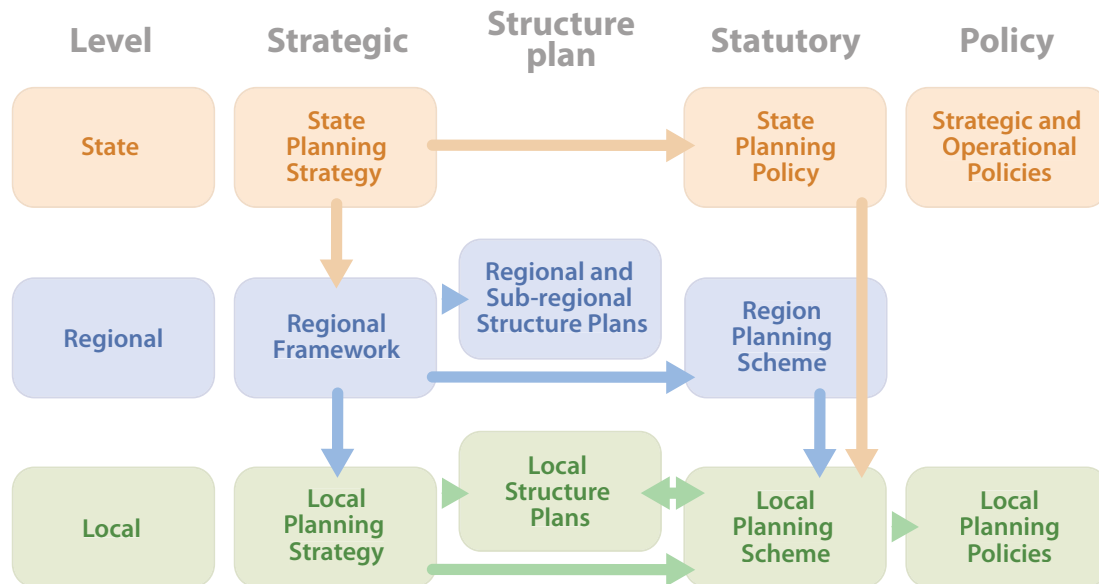 Level
Strategic
Structure
plan
Statutory
Policy
State
State
Planning
Strategy
State
Planning
Policy
Strategic and
Operational
Policies
Regional
Regional
Framework
Regional and
Sub-regional
Structure Plans
Region
Planning
Scheme
Local
Local
Planning
Strategy
Local
Structure
Plans
Local
Planning
Scheme
Local
Planning
Policies